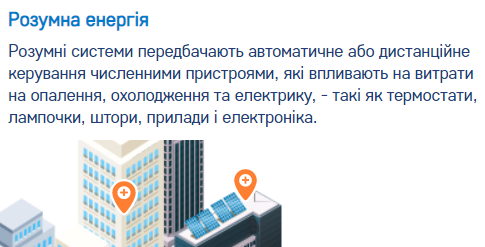 Розумна енергія
Розумні системи передбачають автоматичне або дистанційне
керування численними пристроями, які впливають на витрати
на опалення, охолодження та електрику, - такі як термостати,
лампочки, штори, прилади і електроніка.